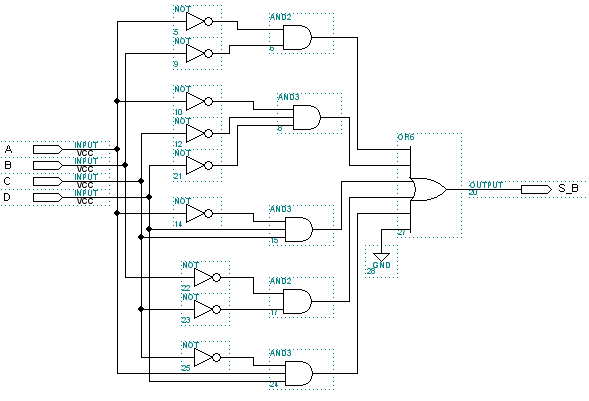 NOT
5
AND2
6
NOT
9
NOT
10
AND3
8
NOT
12
NOT
21
A INPUT
VCC
B INPUT
VCC
C INPUT
VCC
D INPUT
VCC
OR6
27
OUTPUT
20
S_B
NOT
14
AND3
15
GND
28
NOT
22
AND2
17
NOT
23
NOT
25
AND3
24